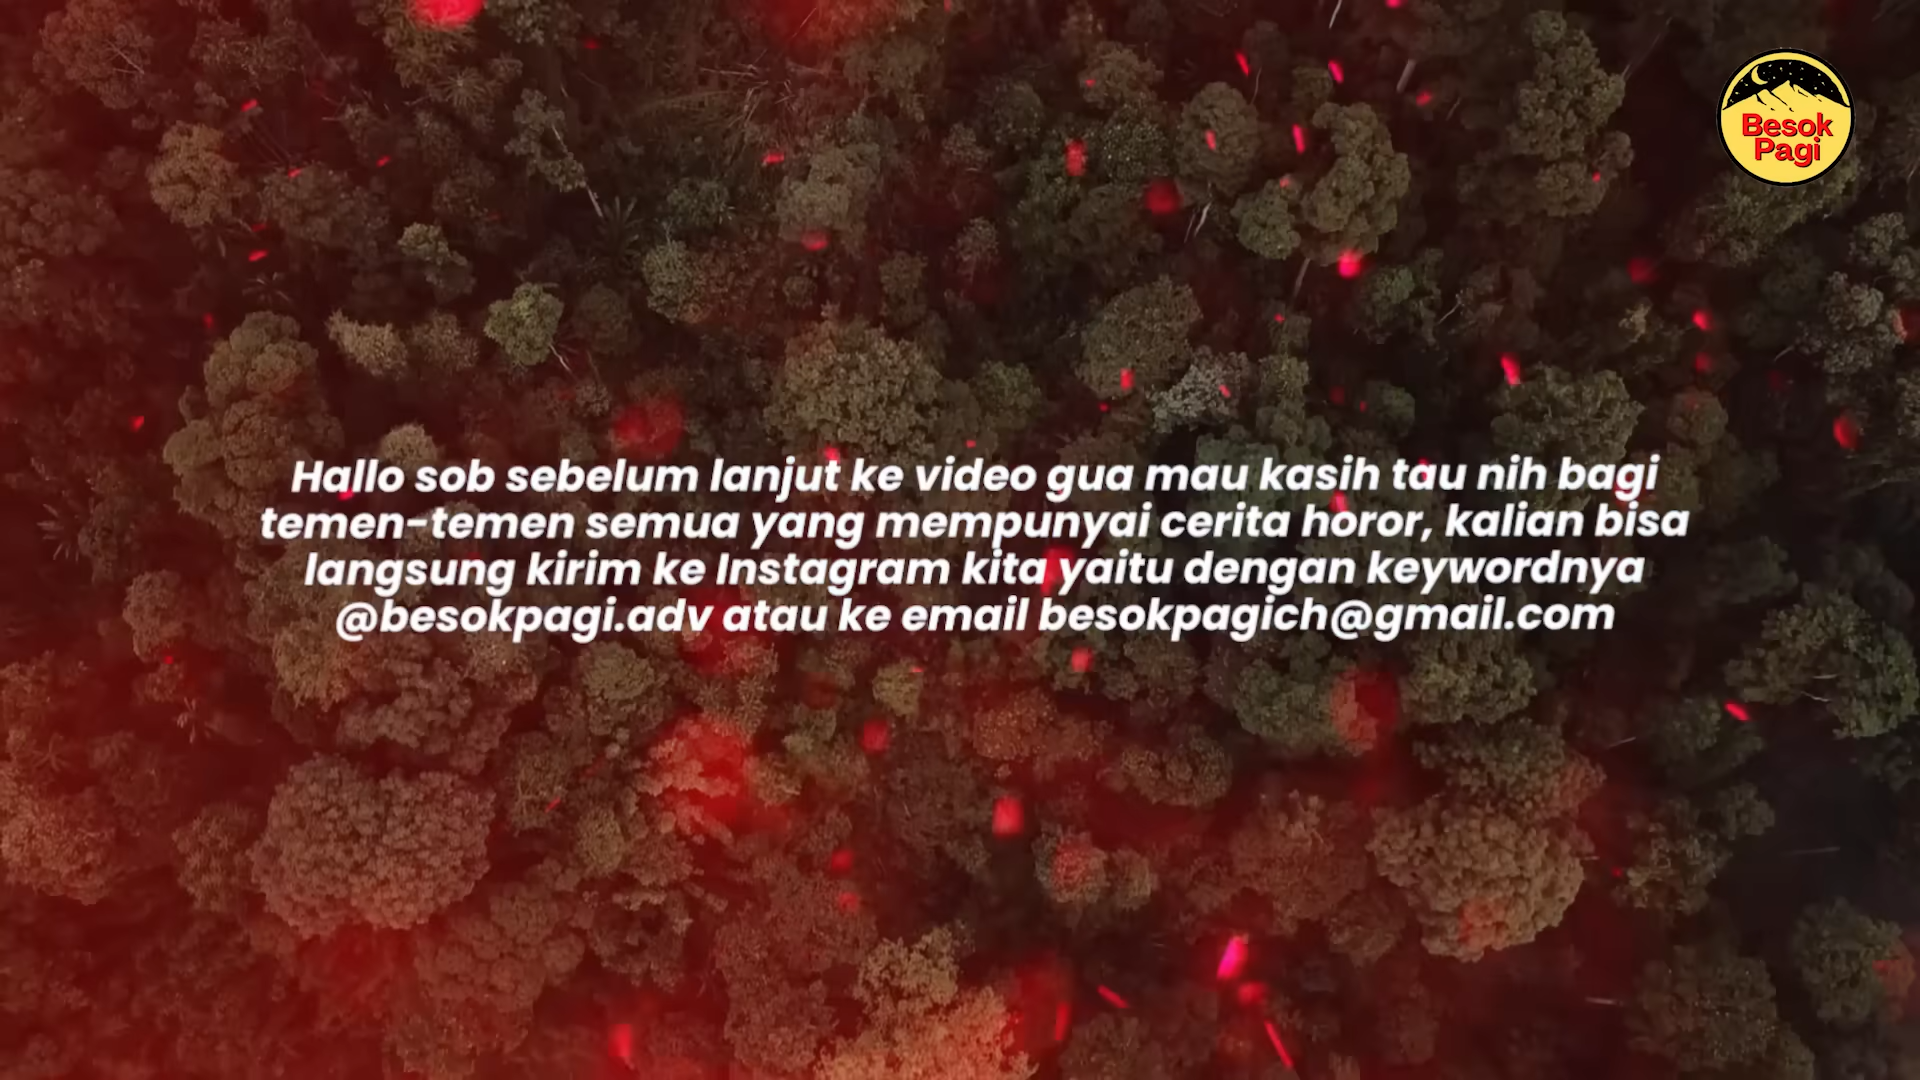 Besok
Pagi
Hallo sob sebelum lanjut ke video gua mau kasih tau nih bagi
temen-temen semua yang mempunyai cerita horor, kalian bisa
langsung kirim ke Instagram kita yaitu dengan keywordnya
@besokpagi.adv atau ke email besokpagich@gmail.com